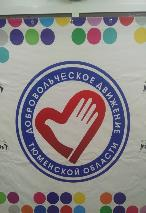 ДОБРОВОЛЬЧЕСКОЕ ДВИЖЕНИЕ
ТЮМЕНСКОЙ ОБЛАСТИ